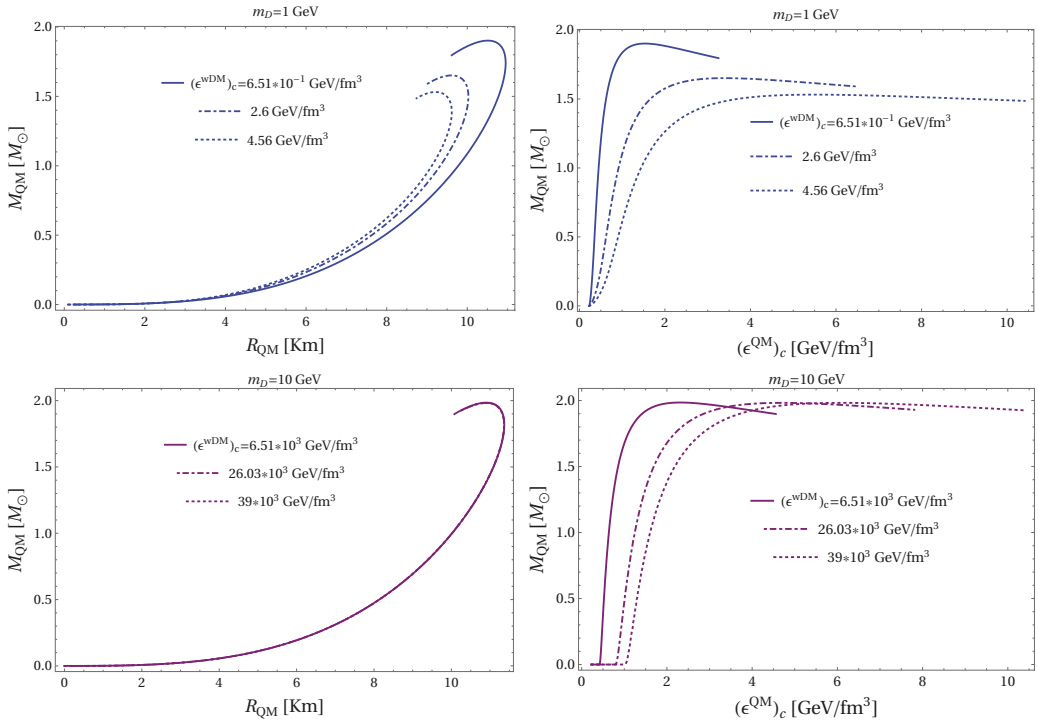 m_D=1 GeV
2.0
1.5
1.0
0.5
0.0
M_QM [M_⊙]
(ϵ^wDM)_c=6.51*10^-1 GeV/fm^3
2.6 GeV/fm^3
4.56 GeV/fm^3
0 2 4 6 8 10
R_QM [Km]
m_D=1 GeV
2.0
1.5
1.0
0.5
0.0
M_QM [M_⊙]
(ϵ^wDM)_c=6.51*10^-1 GeV/fm^3
2.6 GeV/fm^3
4.56 GeV/fm^3
0 2 4 6 8 10
(ϵ^QM)_c [GeV/fm^3]
m_D=10 GeV
2.0
1.5
1.0
0.5
0.0
M_QM [M_⊙]
(ϵ^wDM)_c=6.51*10^3 GeV/fm^3
26.03*10^3 GeV/fm^3
39*10^3 GeV/fm^3
0 2 4 6 8 10
R_QM [Km]
m_D=10 GeV
2.0
1.5
1.0
0.5
0.0
M_QM [M_⊙]
(ϵ^wDM)_c=6.51*10^3 GeV/fm^3
26.03*10^3 GeV/fm^3
39*10^3 GeV/fm^3
0 2 4 6 8 10
(ϵ^QM)_c [GeV/fm^3]